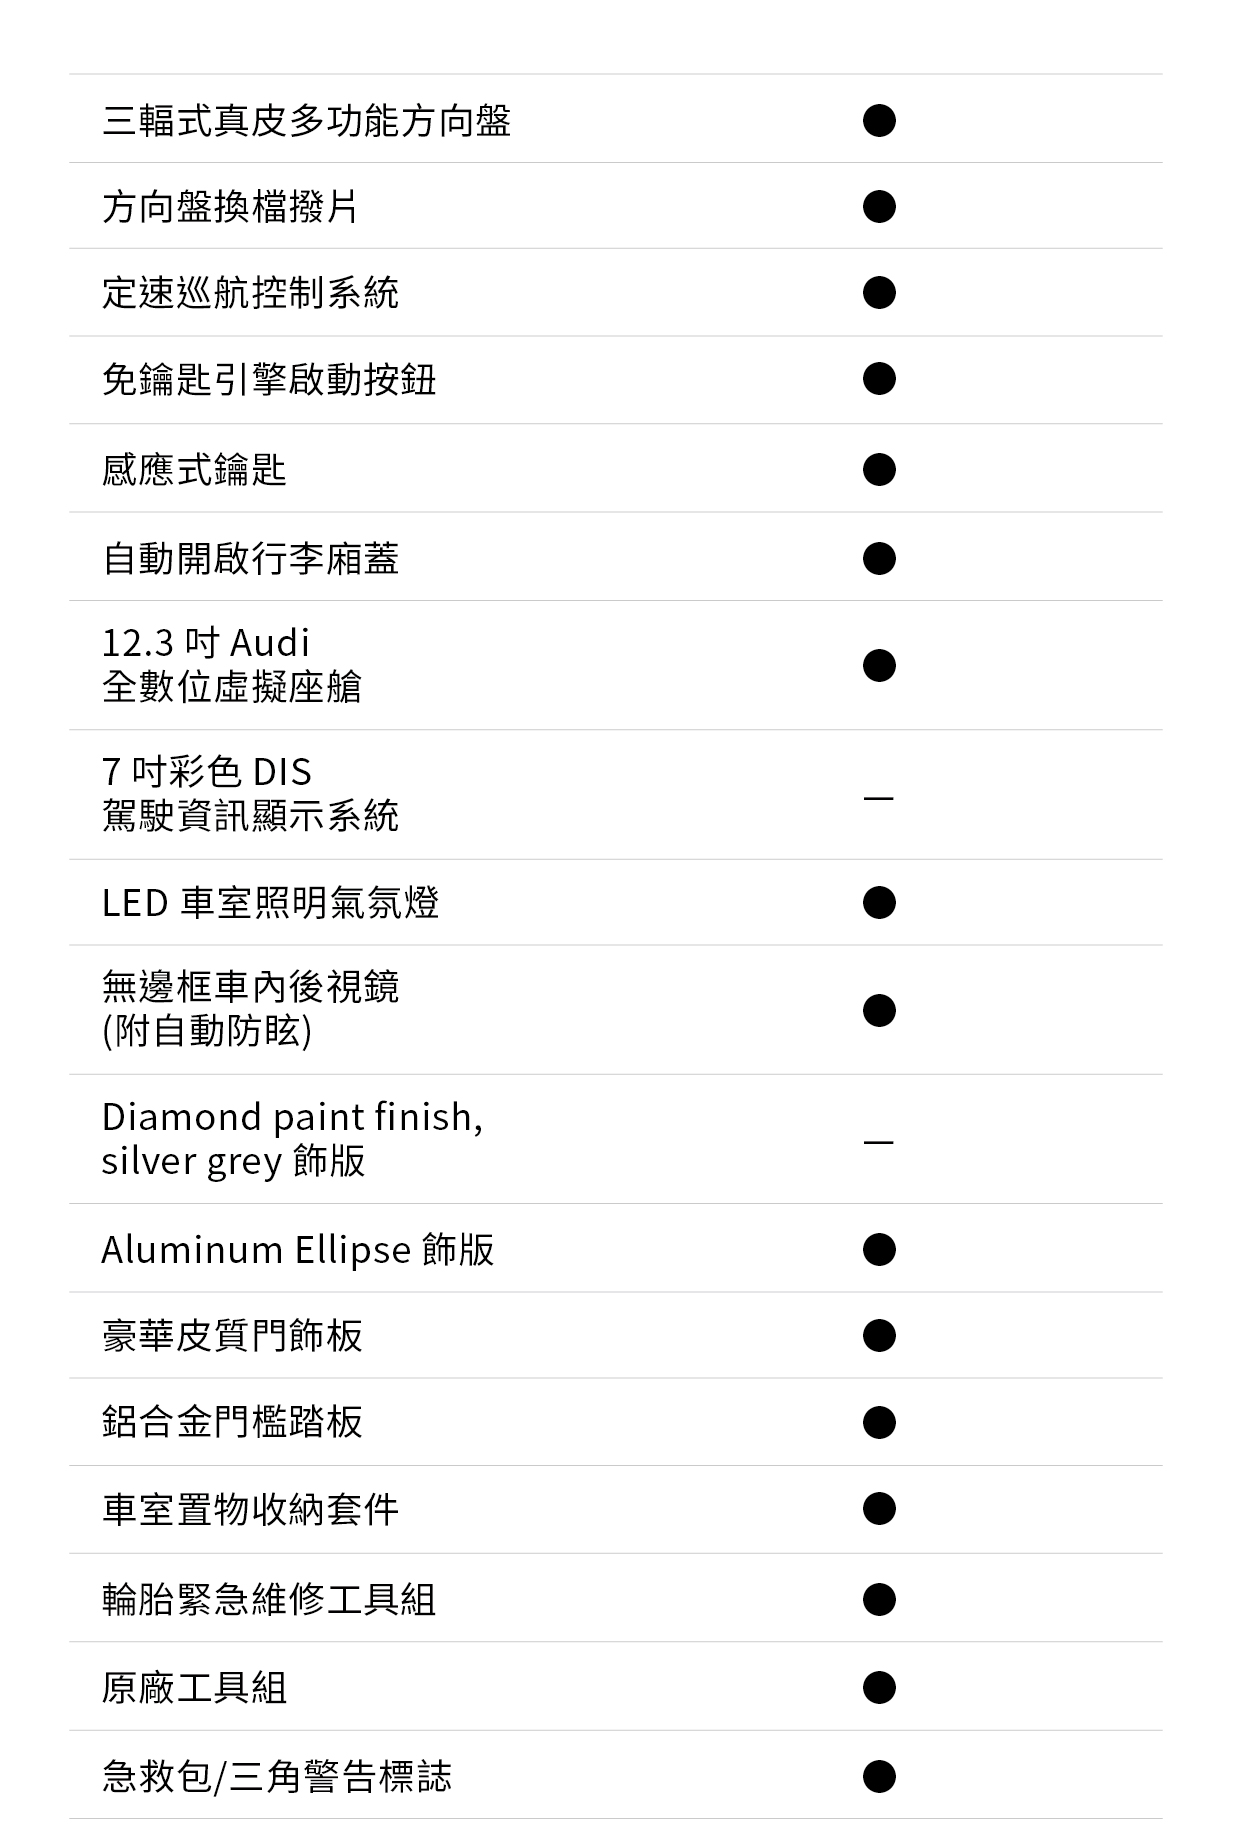 三輻式真皮多功能方向盤 ●
方向盤換檔撥片 ●
定速巡航控制系統 ●
免鑰匙引擎啟動按鈕 ●
感應式鑰匙 ●
自動開啟行李廂蓋 ●
12.3 吋 Audi
全數位虛擬座艙 ●
7 吋彩色 DIS
駕駛資訊顯示系統 —
LED 車室照明氣氛燈 ●
無邊框車內後視鏡
(附自動防眩) ●
Diamond paint finish,
silver grey 飾版 —
Aluminum Ellipse 飾版 ●
豪華皮質門飾板 ●
鋁合金門檻踏板 ●
車室置物收納套件 ●
輪胎緊急維修工具組 ●
原廠工具組 ●
急救包/三角警告標誌 ●